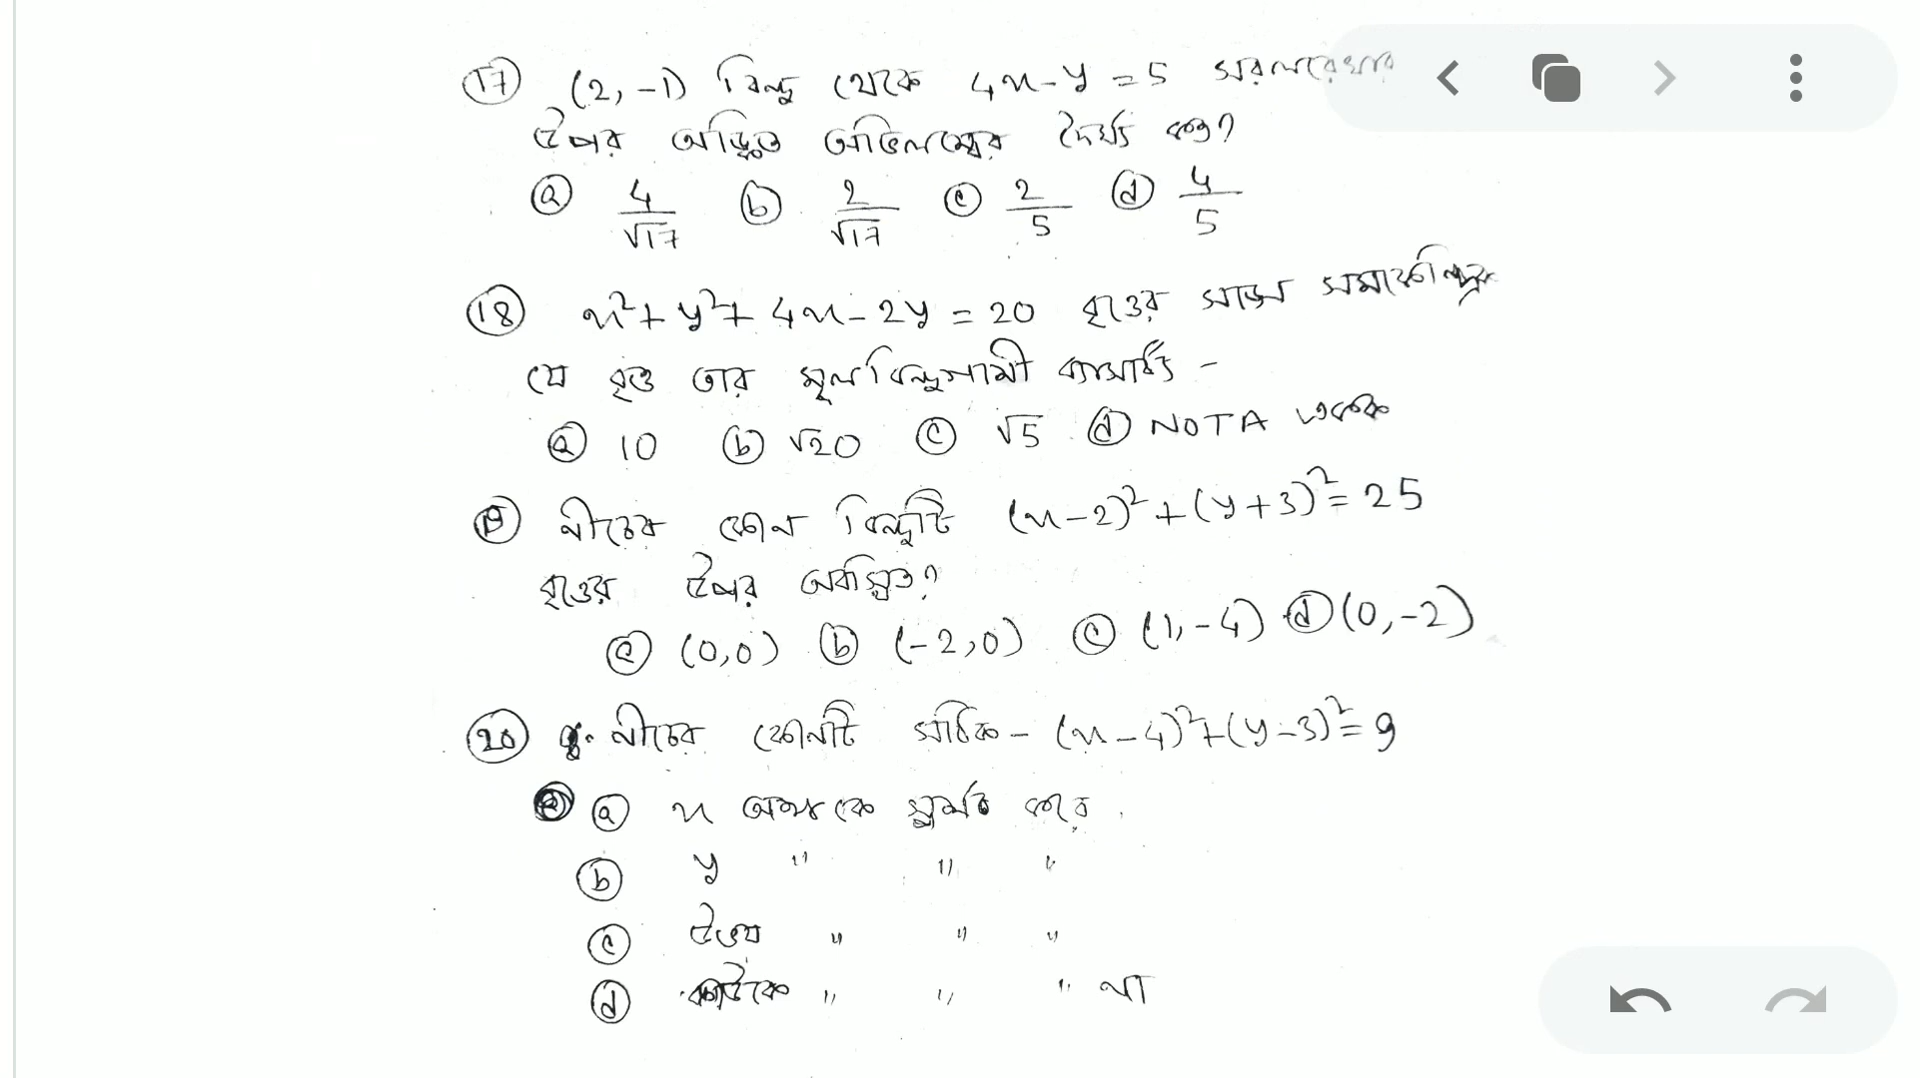 (17) (2, -1) বিন্দু থেকে 4x - y = 5 সরলরেখার
উপর অঙ্কিত অভিলম্বের দৈর্ঘ্য কত?
(a) 4/√17 (b) 2/√17 (c) 2/5 (d) 4/5
(18) x² + y² + 4x - 2y = 20 বৃত্তের সাথে সমকেন্দ্রিক
যে বৃত্ত তার মূলবিন্দুগামী ব্যাসার্ধ -
(a) 10 (b) √20 (c) √5 (d) NOTA একক
(19) নীচের কোন বিন্দুটি (x-2)² + (y+3)² = 25
বৃত্তের উপর অবস্থিত?
(a) (0,0) (b) (-2,0) (c) (1,-4) (d) (0,-2)
(20) নীচের কোনটি সঠিক - (x-4)² + (y-3)² = 9
(a) x অক্ষকে স্পর্শ করে
(b) y " " "
(c) উভয় " " "
(d) কাউকে " " " না